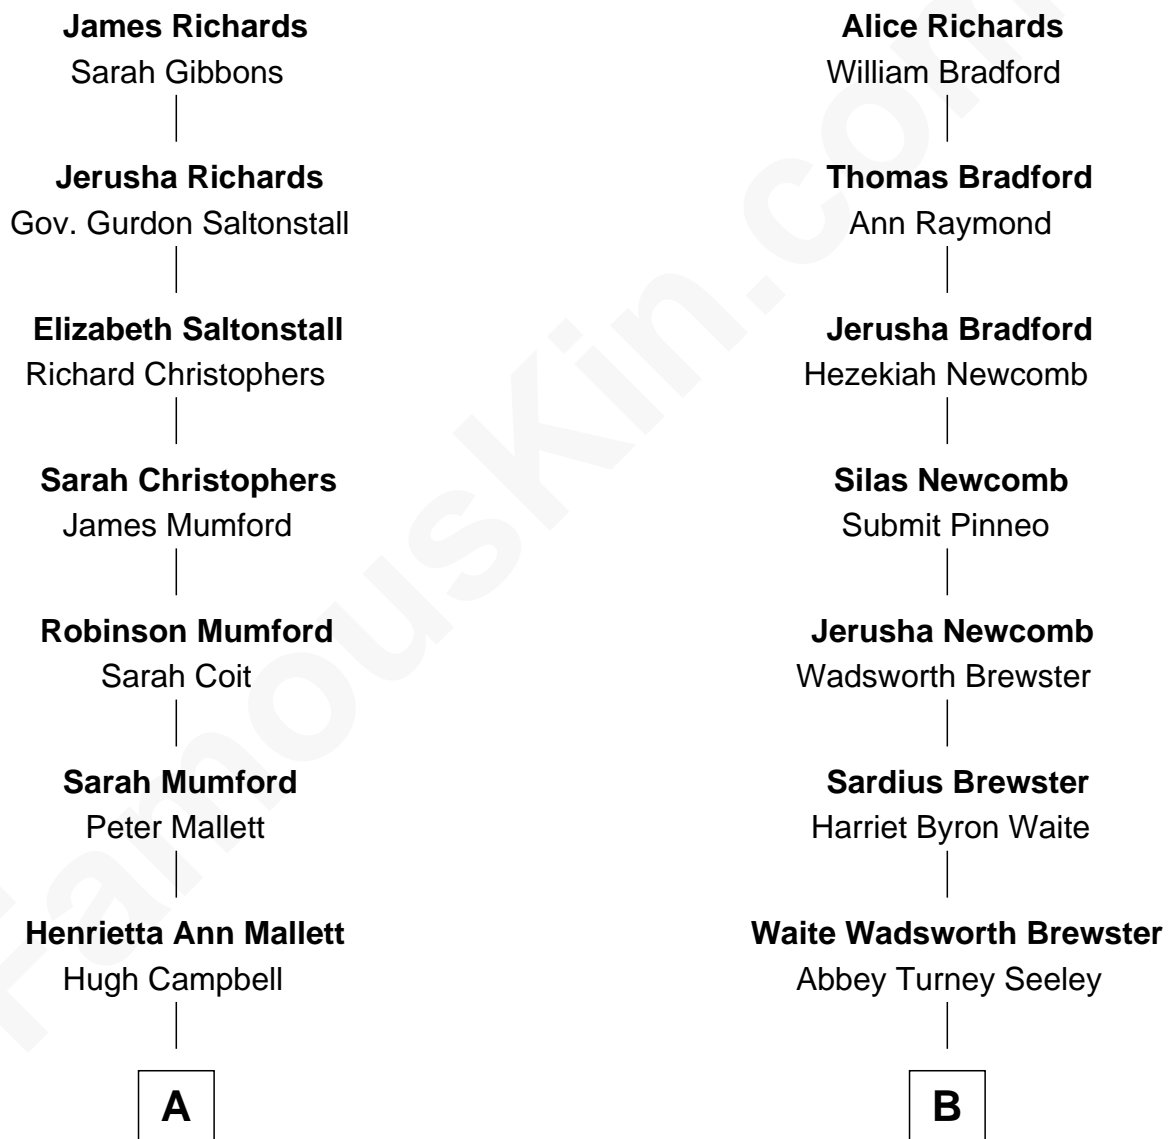 James Richards
Sarah Gibbons
Jerusha Richards
Gov. Gurdon Saltonstall
Elizabeth Saltonstall
Richard Christophers
Sarah Christophers
James Mumford
Robinson Mumford
Sarah Coit
Sarah Mumford
Peter Mallett
Henrietta Ann Mallett
Hugh Campbell
A
Alice Richards
William Bradford
Thomas Bradford
Ann Raymond
Jerusha Bradford
Hezekiah Newcomb
Silas Newcomb
Submit Pinneo
Jerusha Newcomb
Wadsworth Brewster
Sardius Brewster
Harriet Byron Waite
Waite Wadsworth Brewster
Abbey Turney Seeley
B
FamousKin.com